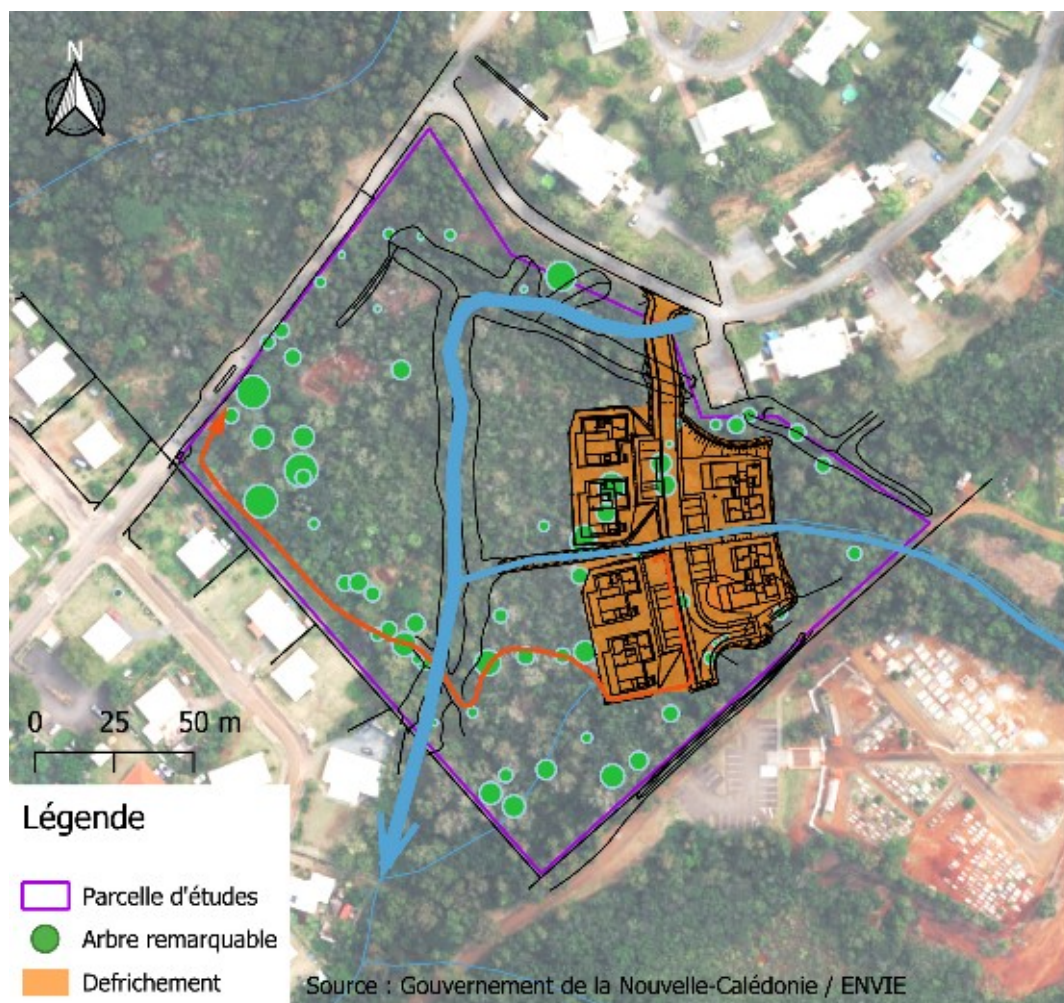 N
0 25 50 m
Légende
Parcelle d'études
Arbre remarquable
Defrichement
Source : Gouvernement de la Nouvelle-Calédonie / ENVIE